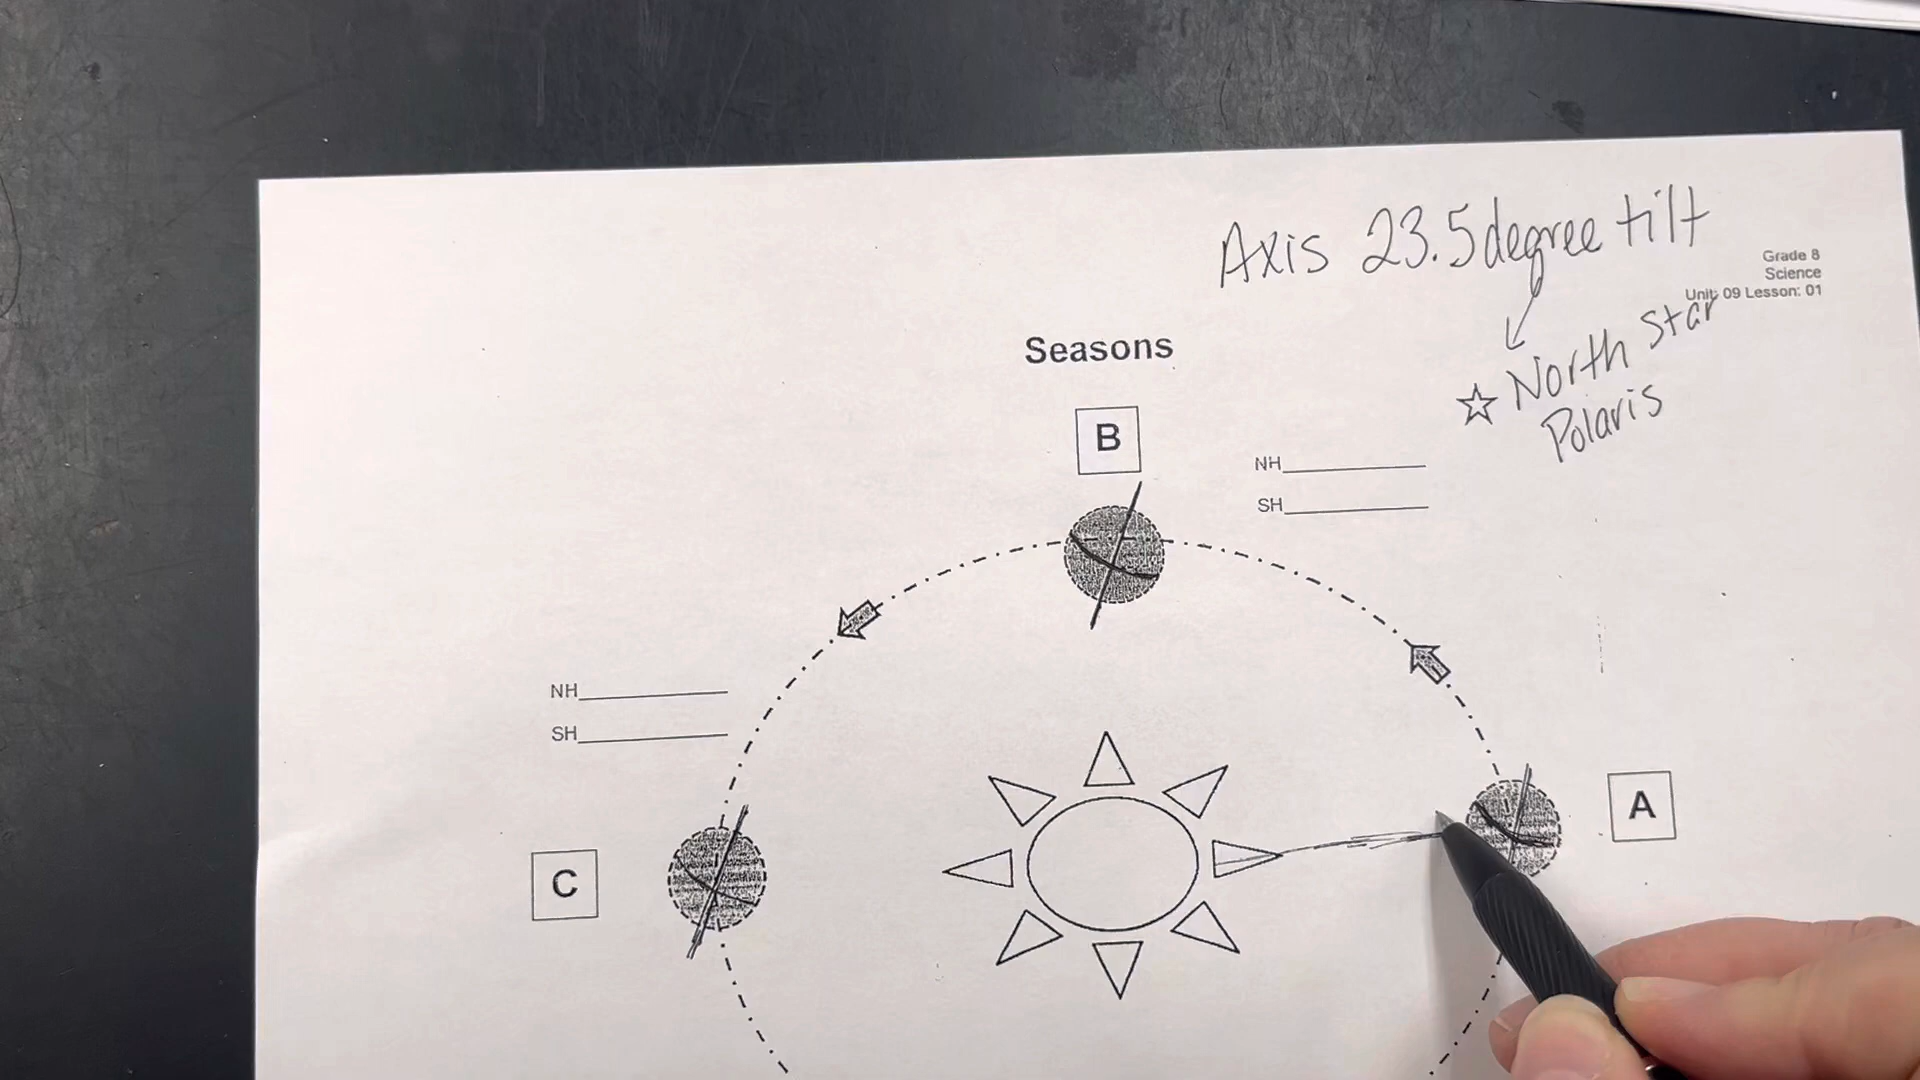 Axis 23.5 degree tilt
Grade 8
Science
Unit: 09 Lesson: 01
North Star
Polaris
Seasons
B
NH
SH
NH
SH
A
C